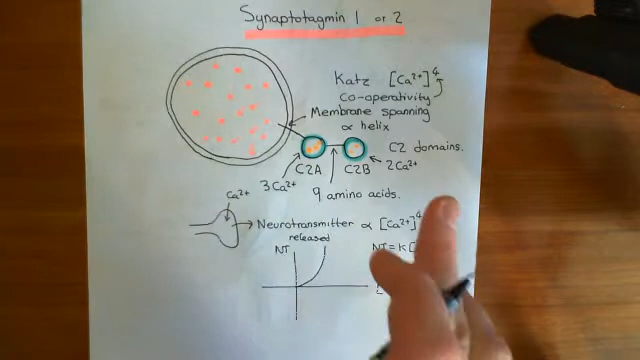 Synaptotagmin 1 or 2
Katz [Ca²⁺]⁴
Co-operativity
Membrane spanning
α helix
C2 domains.
C2A
C2B
2Ca²⁺
3Ca²⁺
9 amino acids.
Ca²⁺
Neurotransmitter ∝ [Ca²⁺]⁴
released
NT
NT = K[